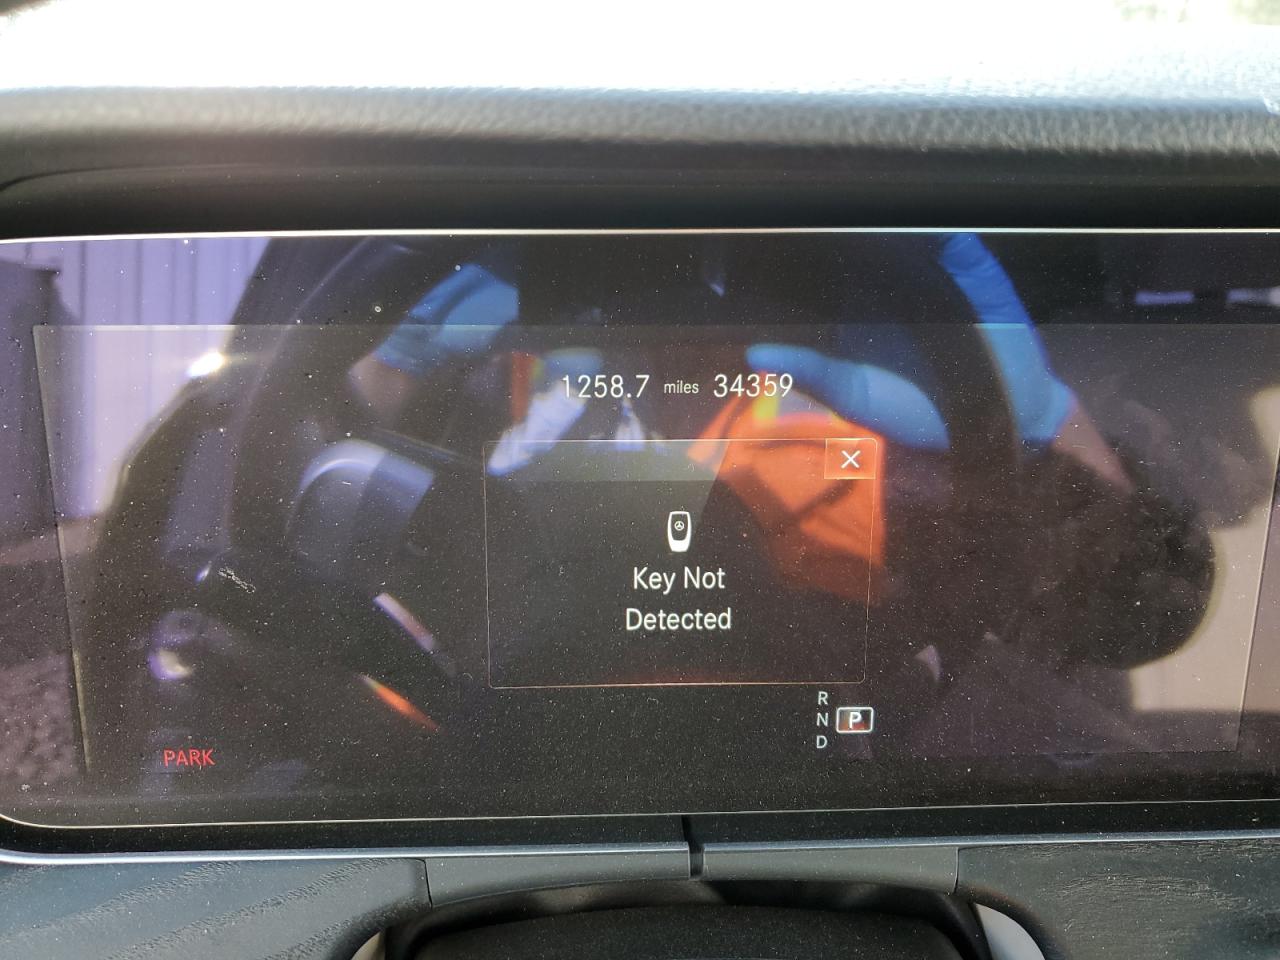 1258.7 miles 34359
Key Not
Detected
R
N P
D
PARK